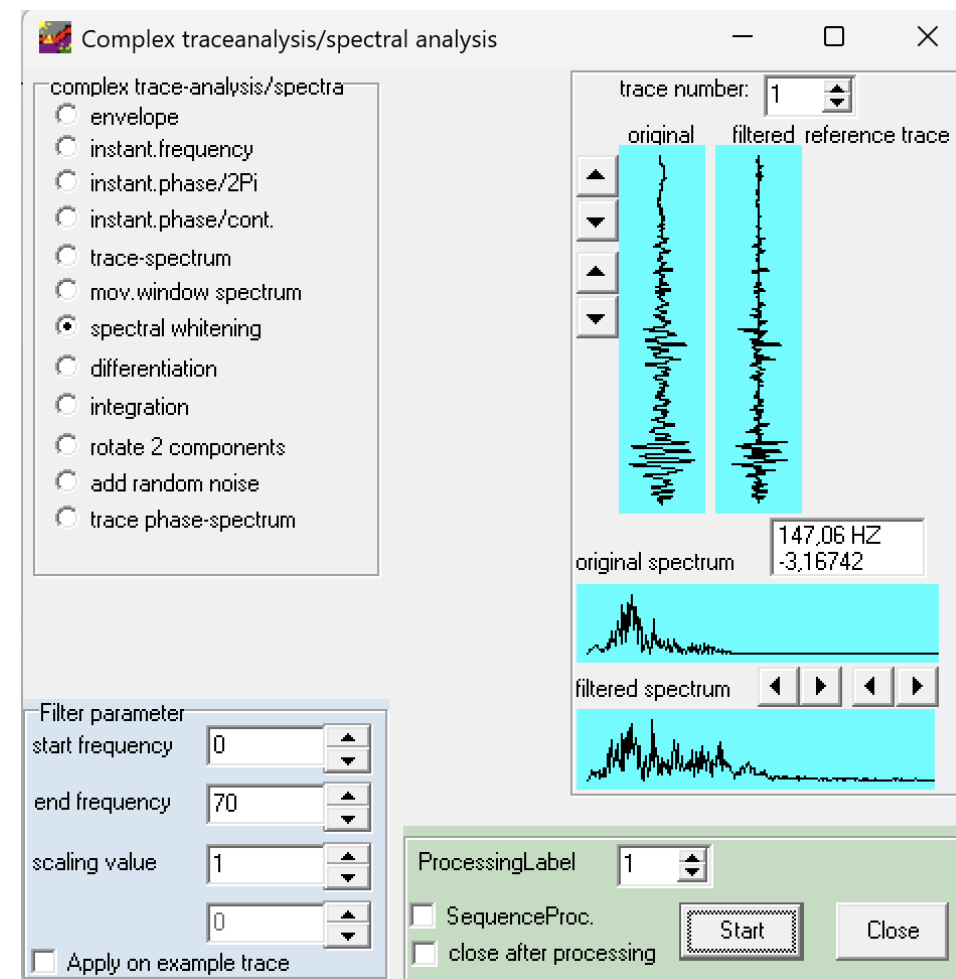 Complex traceanalysis/spectral analysis
complex trace-analysis/spectra
envelope
instant.frequency
instant.phase/2Pi
instant.phase/cont.
trace-spectrum
mov.window spectrum
spectral whitening
differentiation
integration
rotate 2 components
add random noise
trace phase-spectrum
trace number: 1
original filtered reference trace
147,06 HZ
original spectrum -3,16742
filtered spectrum
Filter parameter
start frequency 0
end frequency 70
scaling value 1
0
Apply on example trace
ProcessingLabel 1
SequenceProc.
close after processing
Start
Close